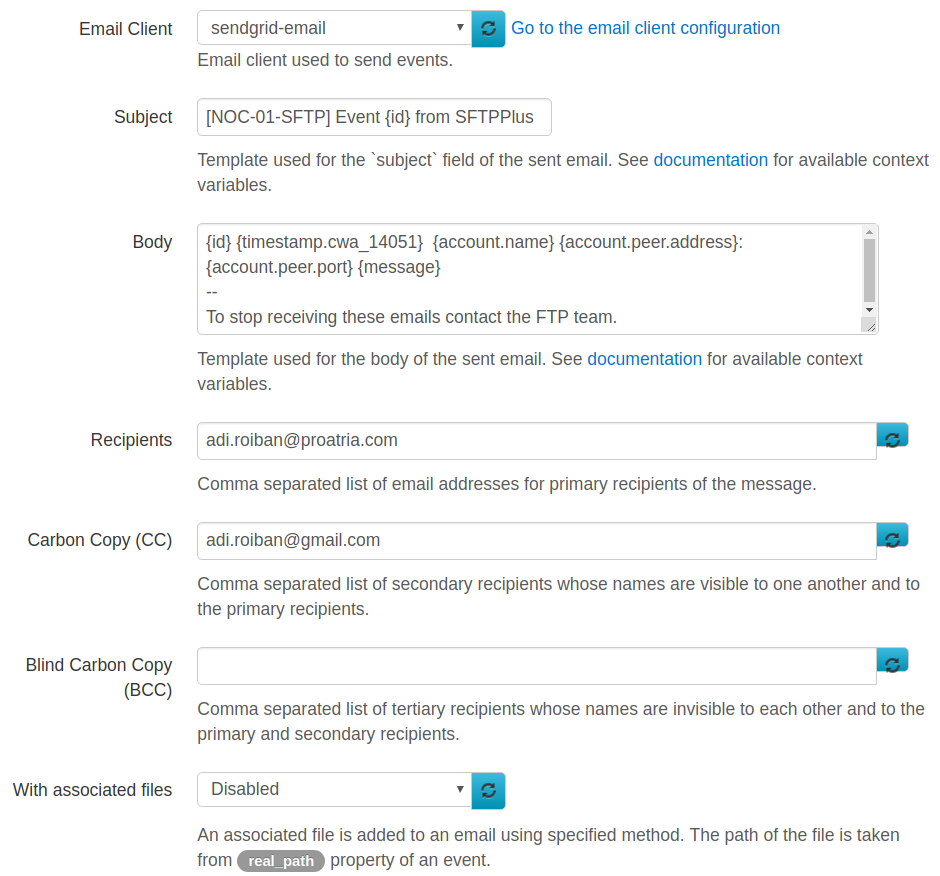 Email Client
sendgrid-email
Go to the email client configuration
Email client used to send events.
Subject
[NOC-01-SFTP] Event {id} from SFTPPlus
Template used for the `subject` field of the sent email. See documentation for available context
variables.
Body
{id} {timestamp.cwa_14051}  {account.name} {account.peer.address}:
{account.peer.port} {message}
--
To stop receiving these emails contact the FTP team.
Template used for the body of the sent email. See documentation for available context
variables.
Recipients
adi.roiban@proatria.com
Comma separated list of email addresses for primary recipients of the message.
Carbon Copy (CC)
adi.roiban@gmail.com
Comma separated list of secondary recipients whose names are visible to one another and to
the primary recipients.
Blind Carbon Copy
(BCC)
Comma separated list of tertiary recipients whose names are invisible to each other and to the
primary and secondary recipients.
With associated files
Disabled
An associated file is added to an email using specified method. The path of the file is taken
from real_path property of an event.